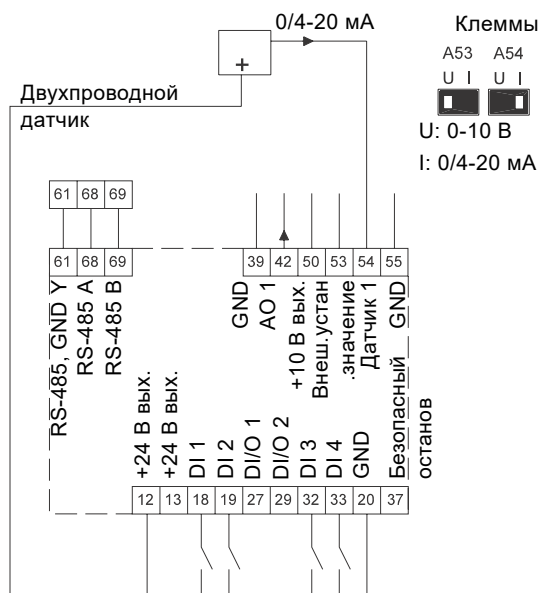 0/4-20 мА
Клеммы
A53 A54
U I U I
U: 0-10 В
I: 0/4-20 мА
+
Двухпроводной
датчик
61 68 69
61 68 69
39 42 50 53 54 55
RS-485, GND Y
RS-485 A
RS-485 B
GND
AO 1
+10 В вых.
Внеш.устан
.значение
Датчик 1
GND
+24 В вых.
+24 В вых.
DI 1
DI 2
DI/O 1
DI/O 2
DI 3
DI 4
GND
Безопасный
останов
12 13 18 19 27 29 32 33 20 37